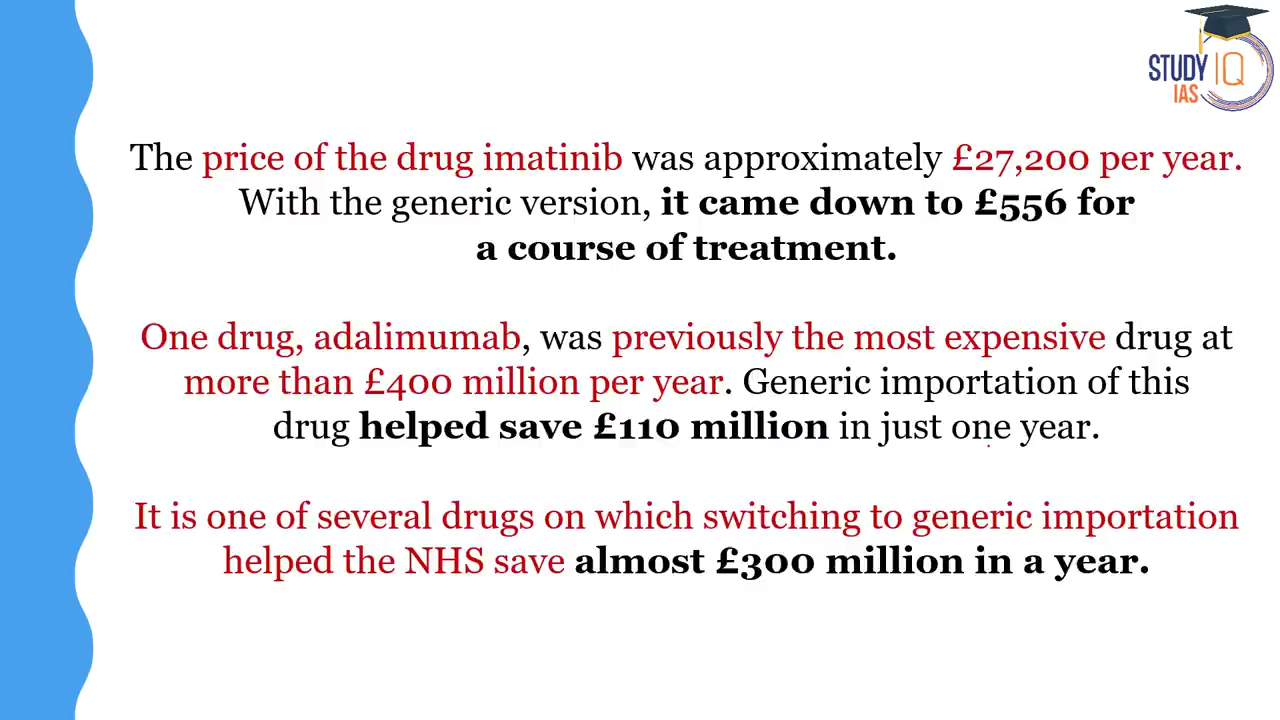 STUDY IQ
IAS
The price of the drug imatinib was approximately £27,200 per year.
With the generic version, it came down to £556 for
a course of treatment.
One drug, adalimumab, was previously the most expensive drug at
more than £400 million per year. Generic importation of this
drug helped save £110 million in just one year.
It is one of several drugs on which switching to generic importation
helped the NHS save almost £300 million in a year.